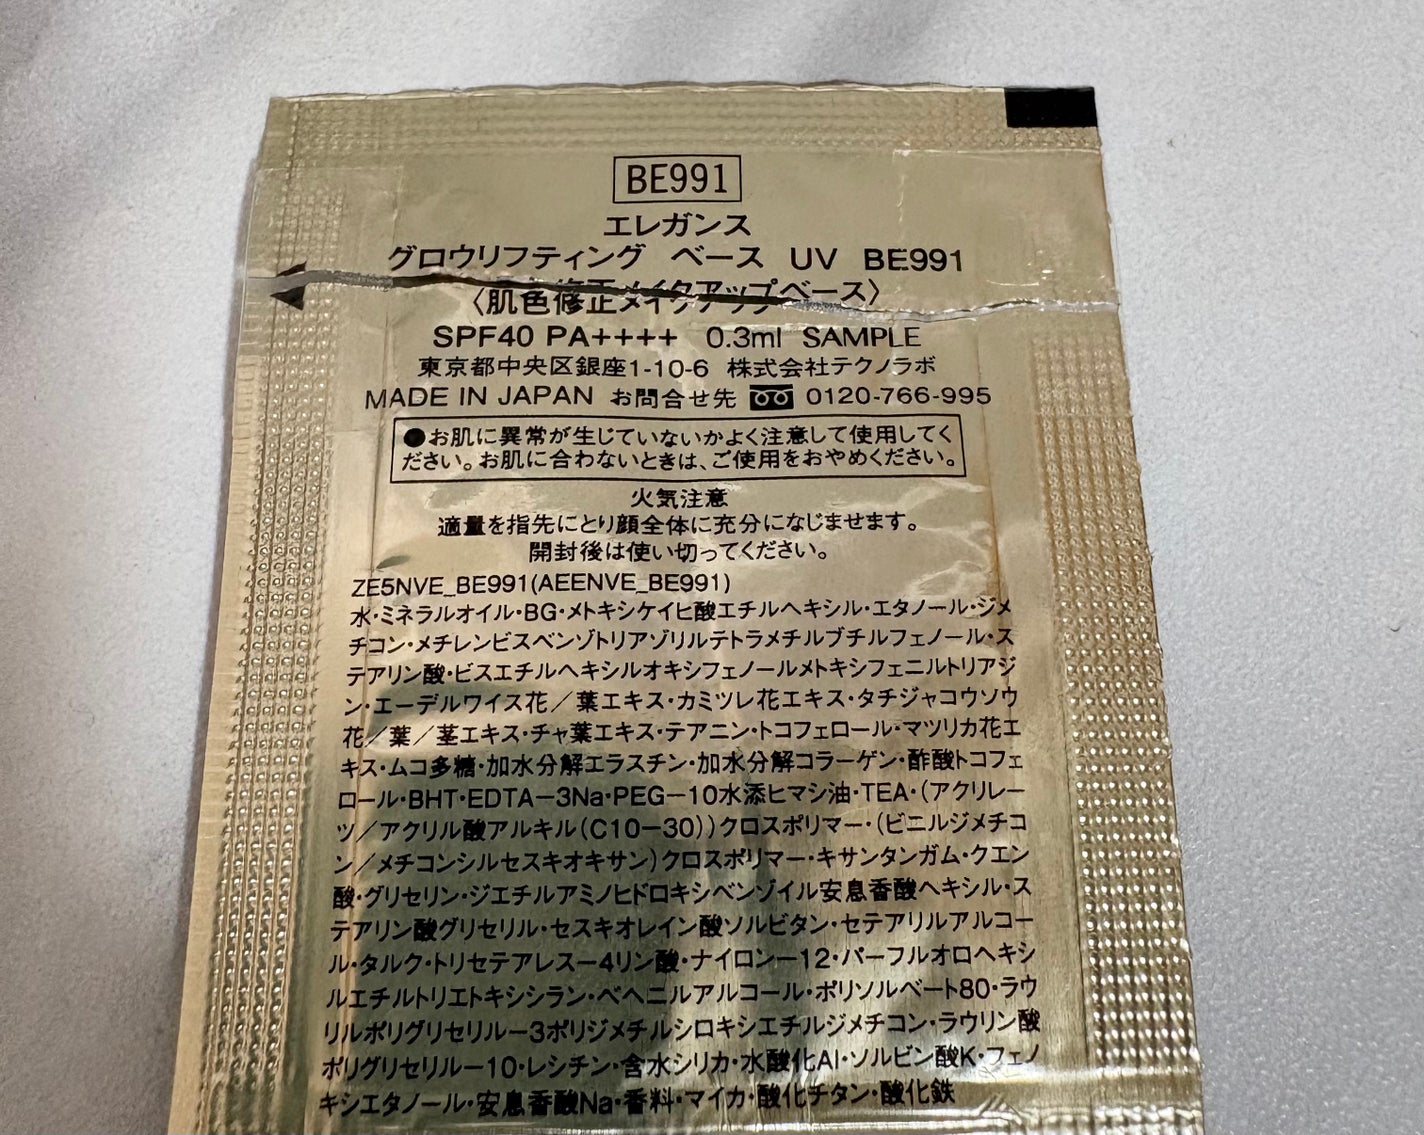 BE991
エレガンス
グロウリフティング ベース UV BE991
〈肌色修正メイクアップベース〉
SPF40 PA++++ 0.3ml SAMPLE
東京都中央区銀座1-10-6 株式会社テクノラボ
MADE IN JAPAN お問合せ先 0120-766-995
●お肌に異常が生じていないかよく注意して使用してく
ださい。お肌に合わないときは、ご使用をおやめください。
火気注意
適量を指先にとり顔全体に充分になじませます。
開封後は使い切ってください。
ZE5NVE_BE991(AEENVE_BE991)
水・ミネラルオイル・BG・メトキシケイヒ酸エチルヘキシル・エタノール・ジメ
チコン・メチレンビスベンゾトリアゾリルテトラメチルブチルフェノール・ス
テアリン酸・ビスエチルヘキシルオキシフェノールメトキシフェニルトリアジ
ン・エーデルワイス花／葉エキス・カミツレ花エキス・タチジャコウソウ
花／葉／茎エキス・チャ葉エキス・テアニン・トコフェロール・マツリカ花エ
キス・ムコ多糖・加水分解エラスチン・加水分解コラーゲン・酢酸トコフェ
ロール・BHT・EDTA－3Na・PEG－10水添ヒマシ油・TEA・（アクリレー
ツ／アクリル酸アルキル（C10－30））クロスポリマー・（ビニルジメチコ
ン／メチコンシルセスキオキサン）クロスポリマー・キサンタンガム・クエン
酸・グリセリン・ジエチルアミノヒドロキシベンゾイル安息香酸ヘキシル・ス
テアリン酸グリセリル・セスキオレイン酸ソルビタン・セテアリルアルコー
ル・タルク・トリセテアレス－4リン酸・ナイロン－12・パーフルオロヘキシ
ルエチルトリエトキシシラン・ベヘニルアルコール・ポリソルベート80・ラウ
リルポリグリセリル－3ポリジメチルシロキシエチルジメチコン・ラウリン酸
ポリグリセリル－10・レシチン・含水シリカ・水酸化Al・ソルビン酸K・フェノ
キシエタノール・安息香酸Na・香料・マイカ・酸化チタン・酸化鉄